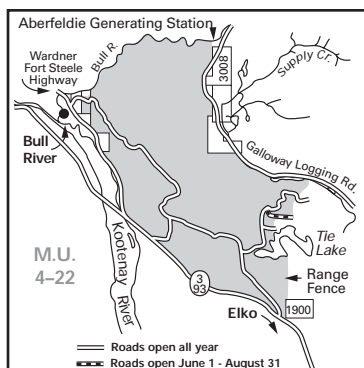 Aberfeldie Generating Station
Bull R.
Wardner
Fort Steele
Highway
3008
Supply Cr.
Bull
River
Galloway Logging Rd.
M.U.
4–22
Kootenay River
Tie
Lake
3
93
Range
Fence
Elko
1900
Roads open all year
Roads open June 1 - August 31